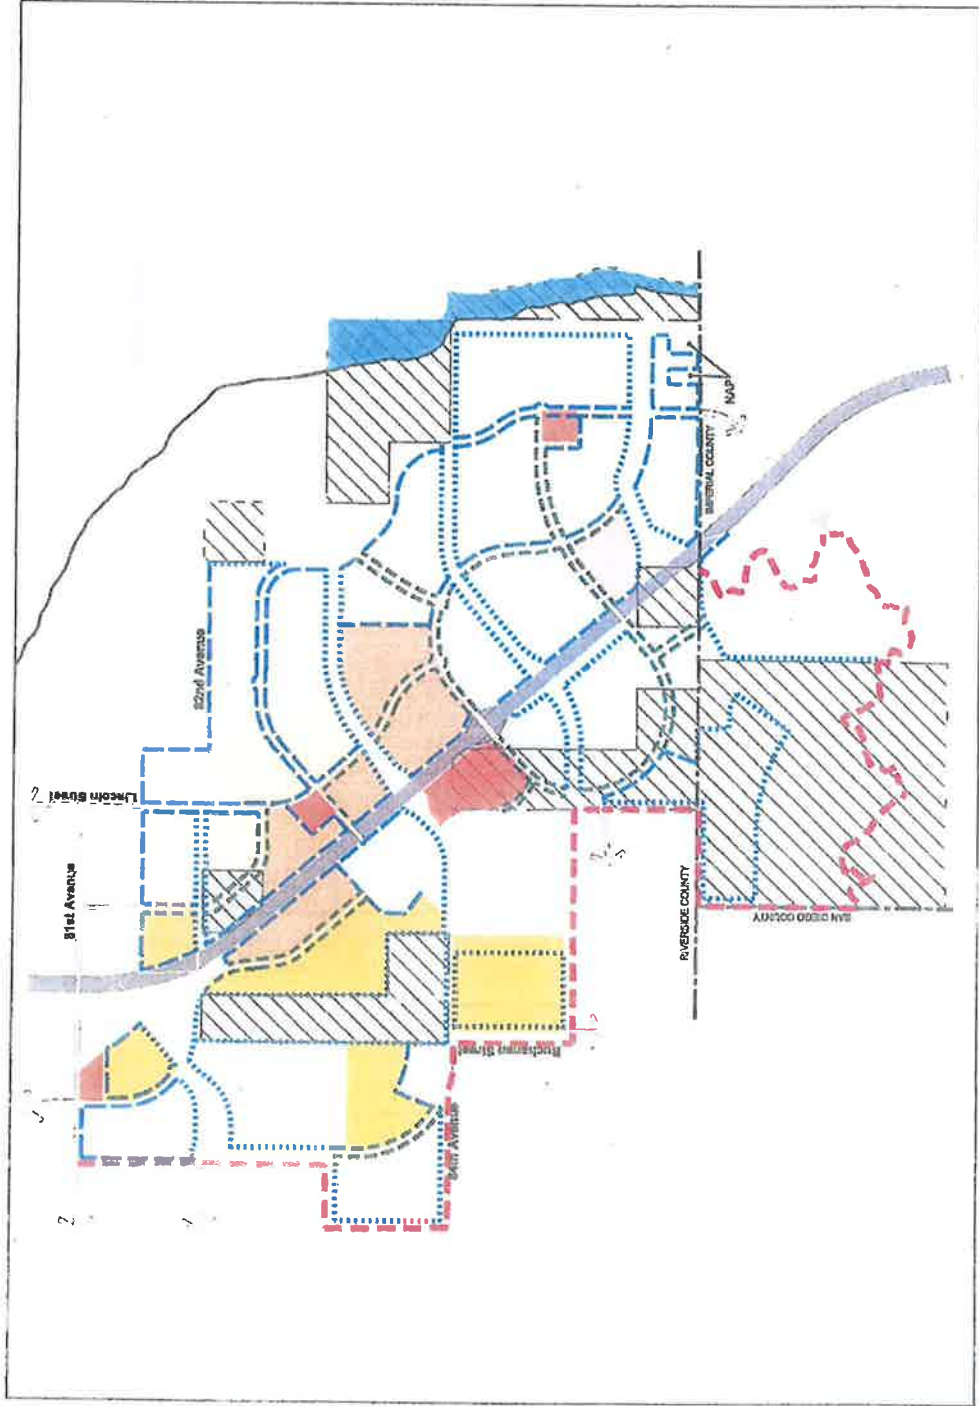 81st Avenue
Lincoln Street
82nd Avenue
84th Avenue
Buchanan Street
RIVERSIDE COUNTY
IMPERIAL COUNTY
SAN DIEGO COUNTY
NAP